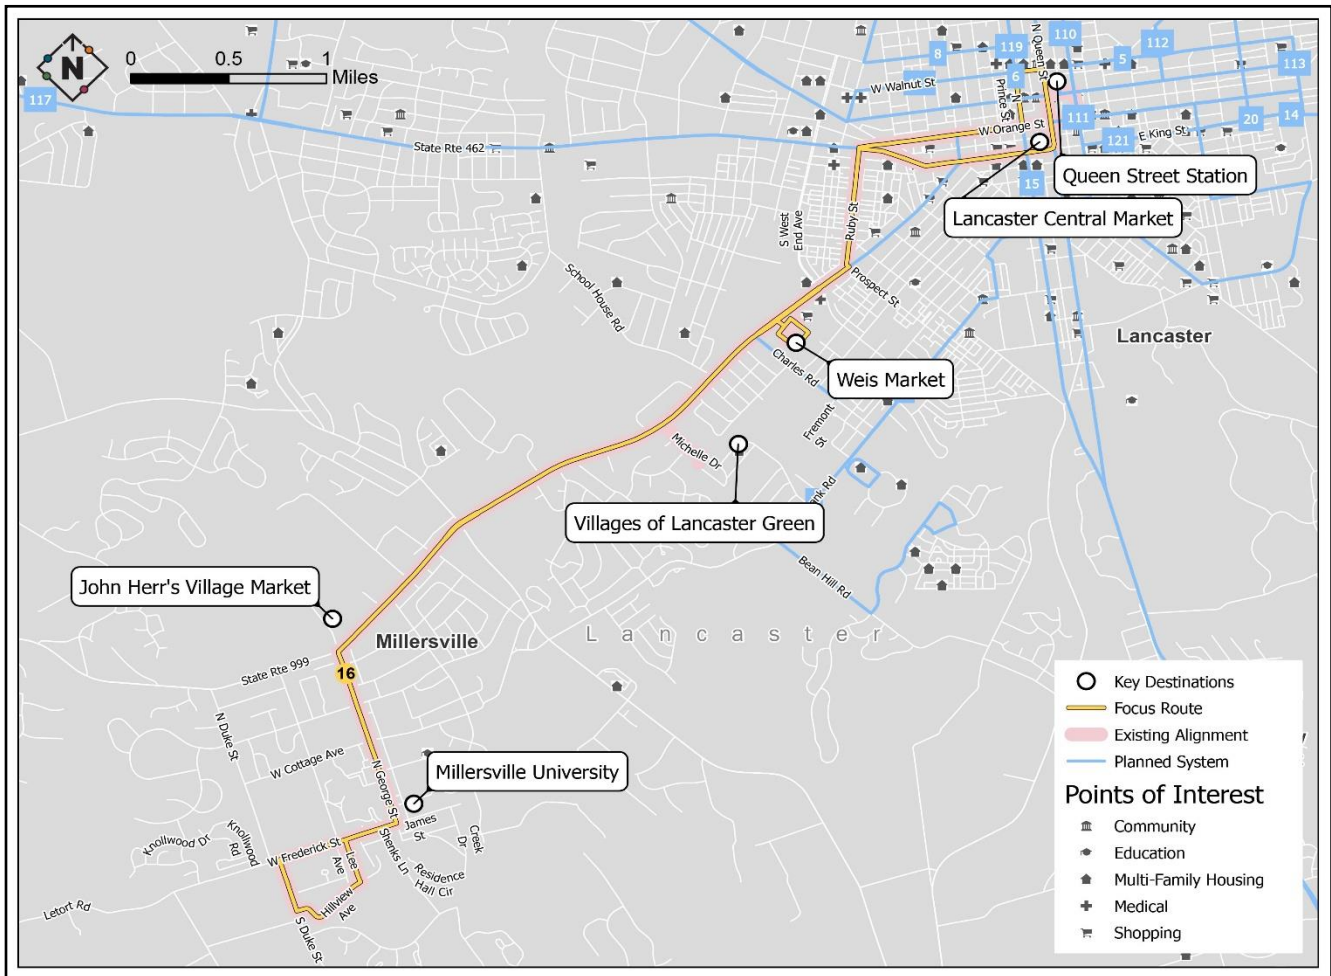 N
0 0.5 1
Miles
117
8
119
N Queen St
110
5
112
113
6
N Prince St
W Walnut St
111
20
14
121
E King St
W Orange St
15
State Rte 462
Queen Street Station
Lancaster Central Market
S West End Ave
Ruby St
Prospect St
School House Rd
Lancaster
Weis Market
Charles Rd
Fremont St
Michelle Dr
ank Rd
Villages of Lancaster Green
Bean Hill Rd
John Herr's Village Market
Millersville
Lancaster
State Rte 999
16
N Duke St
W Cottage Ave
N George St
Millersville University
James St
Creek Dr
Shenks Ln
Residence Hall Cir
Knollwood Dr
Knollwood Rd
W Frederick St
Lee Ave
Hillview Ave
Letort Rd
S Duke St
Key Destinations
Focus Route
Existing Alignment
Planned System
Points of Interest
Community
Education
Multi-Family Housing
Medical
Shopping